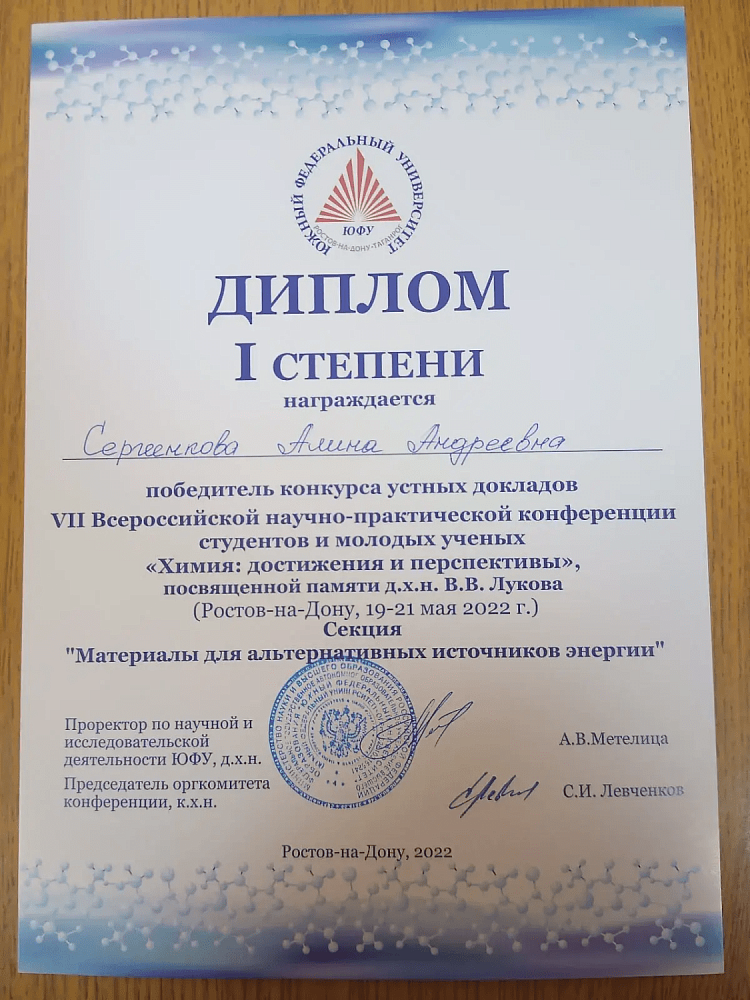 ЮЖНЫЙ ФЕДЕРАЛЬНЫЙ УНИВЕРСИТЕТ
ЮФУ
РОСТОВ-НА-ДОНУ-ТАГАНРОГ
ДИПЛОМ
I СТЕПЕНИ
награждается
Сергиенкова Алина Андреевна
победитель конкурса устных докладов
VII Всероссийской научно-практической конференции
студентов и молодых ученых
«Химия: достижения и перспективы»,
посвященной памяти д.х.н. В.В. Лукова
(Ростов-на-Дону, 19-21 мая 2022 г.)
Секция
"Материалы для альтернативных источников энергии"
Проректор по научной и
исследовательской
деятельности ЮФУ, д.х.н.
А.В.Метелица
Председатель оргкомитета
конференции, к.х.н.
С.И. Левченков
Ростов-на-Дону, 2022